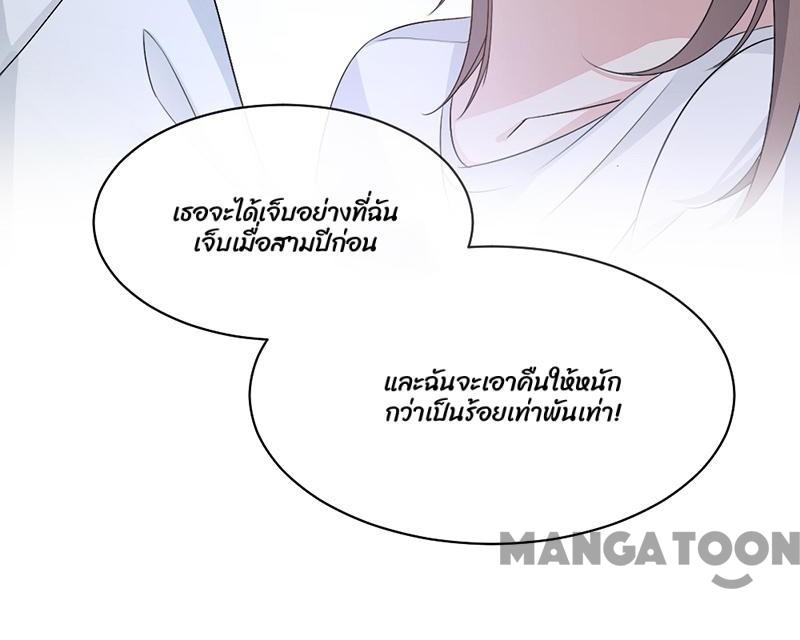 เธอจะได้เจ็บอย่างที่ฉัน
เจ็บเมื่อสามปีก่อน
และฉันจะเอาคืนให้หนัก
กว่าเป็นร้อยเท่าพันเท่า!
MANGATOON